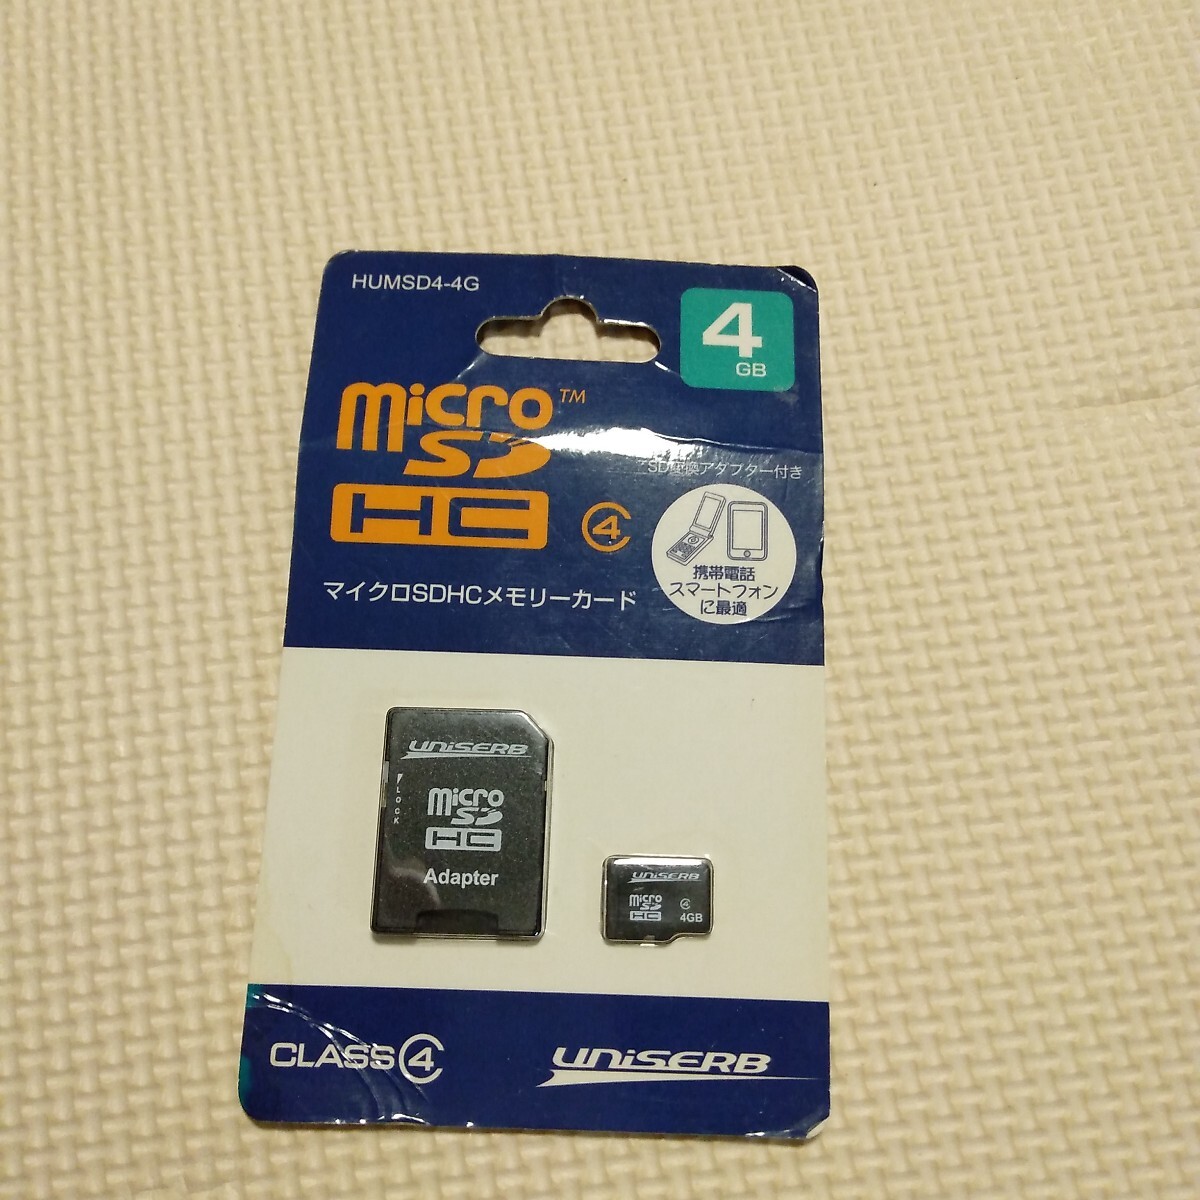 HUMSD4-4G
4
GB
micro™
SD
HC 4
SD変換アダプター付き
携帯電話
スマートフォン
に最適
マイクロSDHCメモリーカード
UNiSERB
LOCK
micro
SD
HC
Adapter
UNiSERB
micro
SD 4
HC 4GB
CLASS 4
UNiSERB